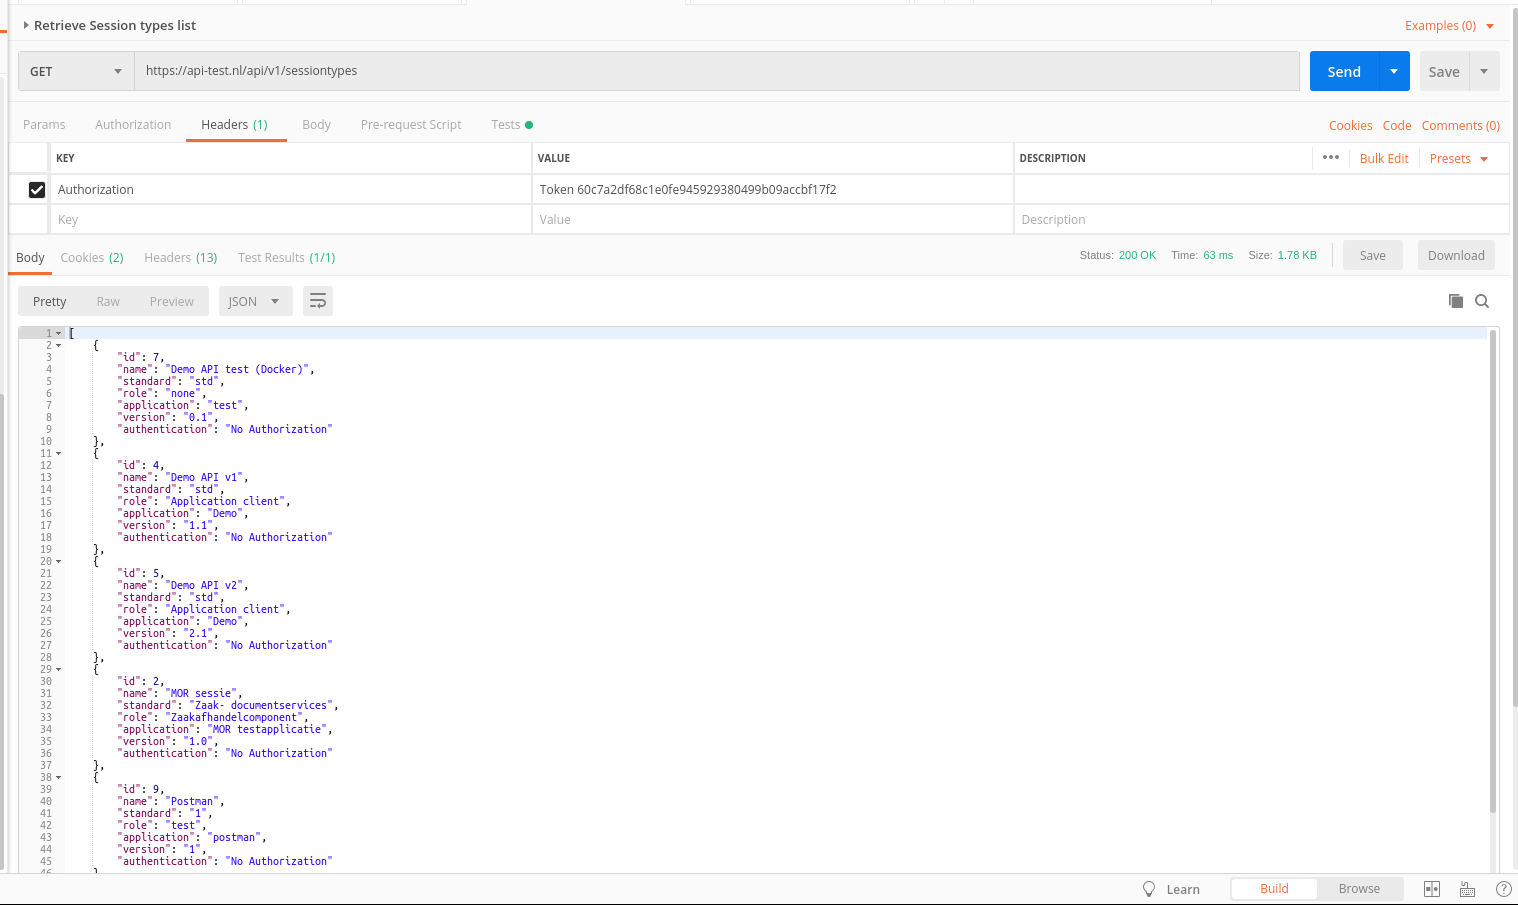 Retrieve Session types list
Examples (0)
GET
https://api-test.nl/api/v1/sessiontypes
Send
Save
Params
Authorization
Headers (1)
Body
Pre-request Script
Tests
Cookies
Code
Comments (0)
KEY
VALUE
DESCRIPTION
Bulk Edit
Presets
Authorization
Token 60c7a2df68c1e0fe945929380499b09accbf17f2
Key
Value
Description
Body
Cookies (2)
Headers (13)
Test Results (1/1)
Status: 200 OK
Time: 63 ms
Size: 1.78 KB
Save
Download
Pretty
Raw
Preview
JSON
1 [
2 {
3 "id": 7,
4 "name": "Demo API test (Docker)",
5 "standard": "std",
6 "role": "none",
7 "application": "test",
8 "version": "0.1",
9 "authentication": "No Authorization"
10 },
11 {
12 "id": 4,
13 "name": "Demo API v1",
14 "standard": "std",
15 "role": "Application client",
16 "application": "Demo",
17 "version": "1.1",
18 "authentication": "No Authorization"
19 },
20 {
21 "id": 5,
22 "name": "Demo API v2",
23 "standard": "std",
24 "role": "Application client",
25 "application": "Demo",
26 "version": "2.1",
27 "authentication": "No Authorization"
28 },
29 {
30 "id": 2,
31 "name": "MOR sessie",
32 "standard": "Zaak- documentservices",
33 "role": "Zaakafhandelcomponent",
34 "application": "MOR testapplicatie",
35 "version": "1.0",
36 "authentication": "No Authorization"
37 },
38 {
39 "id": 9,
40 "name": "Postman",
41 "standard": "1",
42 "role": "test",
43 "application": "postman",
44 "version": "1",
45 "authentication": "No Authorization"
Learn
Build
Browse